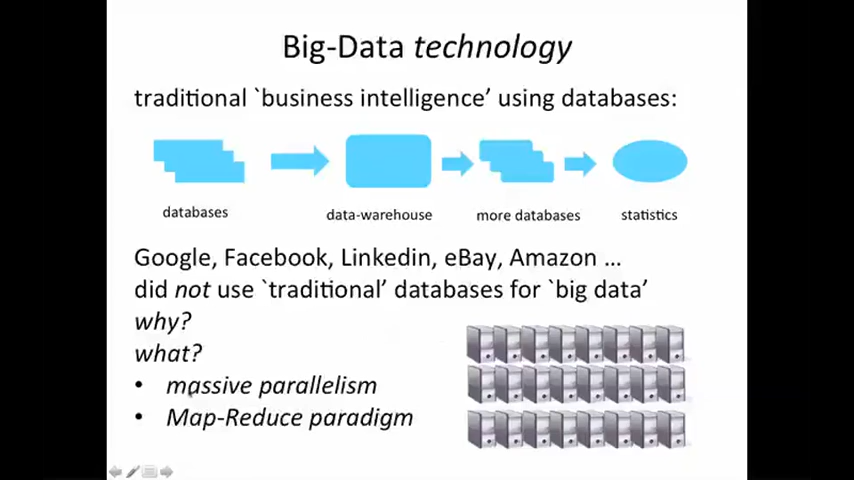 Big-Data technology
traditional `business intelligence’ using databases:
databases
data-warehouse
more databases
statistics
Google, Facebook, Linkedin, eBay, Amazon …
did not use `traditional’ databases for `big data’
why?
what?
• massive parallelism
• Map-Reduce paradigm